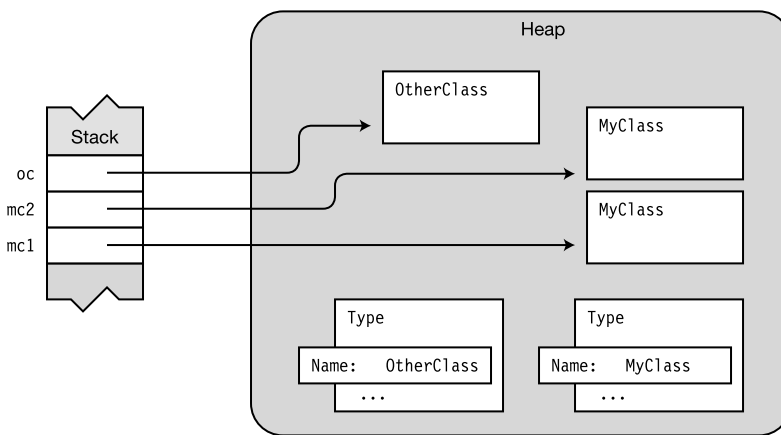 Heap
OtherClass
MyClass
Stack
oc
mc2
MyClass
mc1
Type
Type
Name: OtherClass
Name: MyClass
...
...